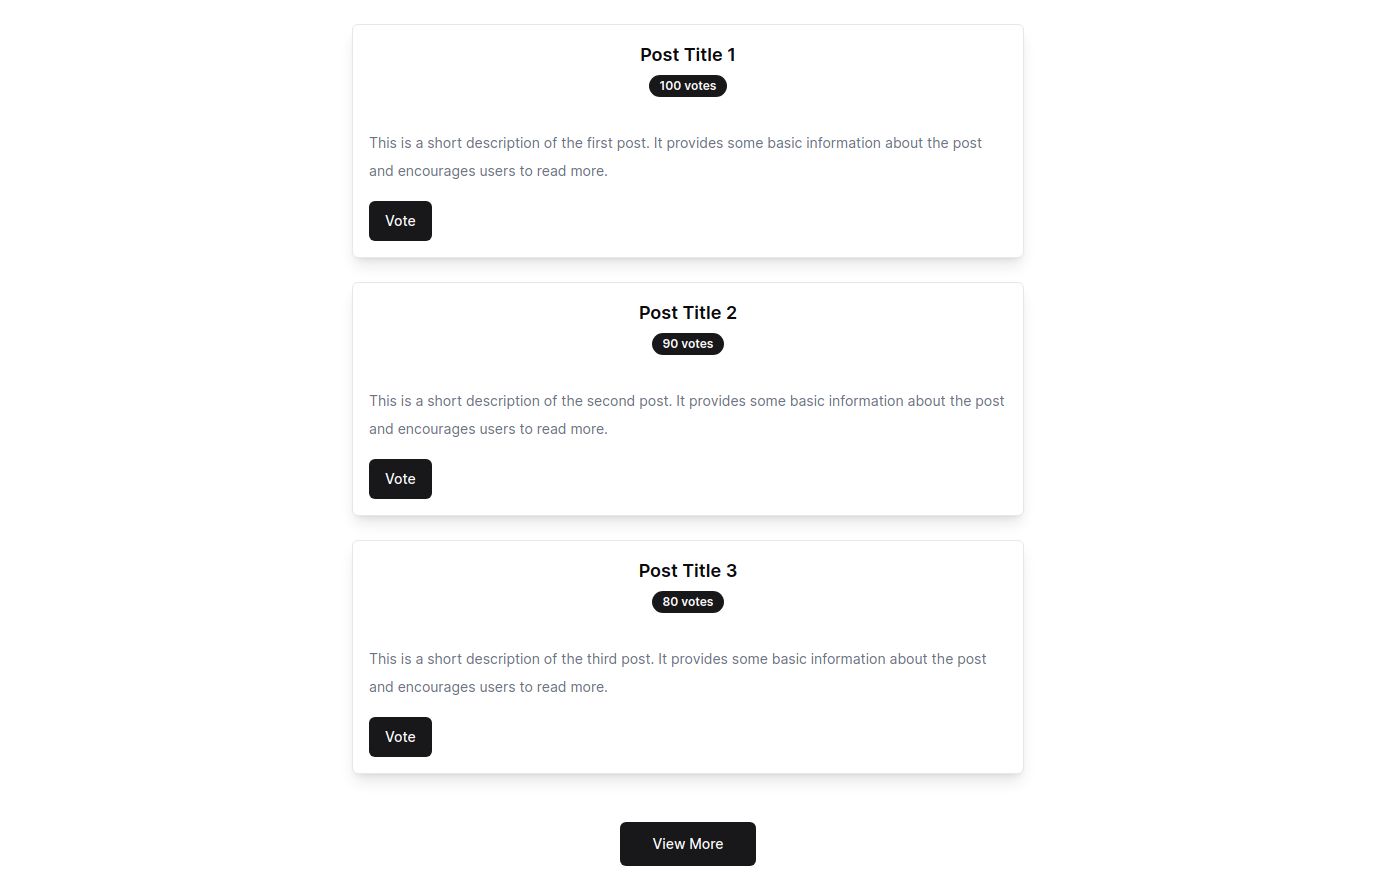 Post Title 1
100 votes
This is a short description of the first post. It provides some basic information about the post
and encourages users to read more.
Vote
Post Title 2
90 votes
This is a short description of the second post. It provides some basic information about the post
and encourages users to read more.
Vote
Post Title 3
80 votes
This is a short description of the third post. It provides some basic information about the post
and encourages users to read more.
Vote
View More